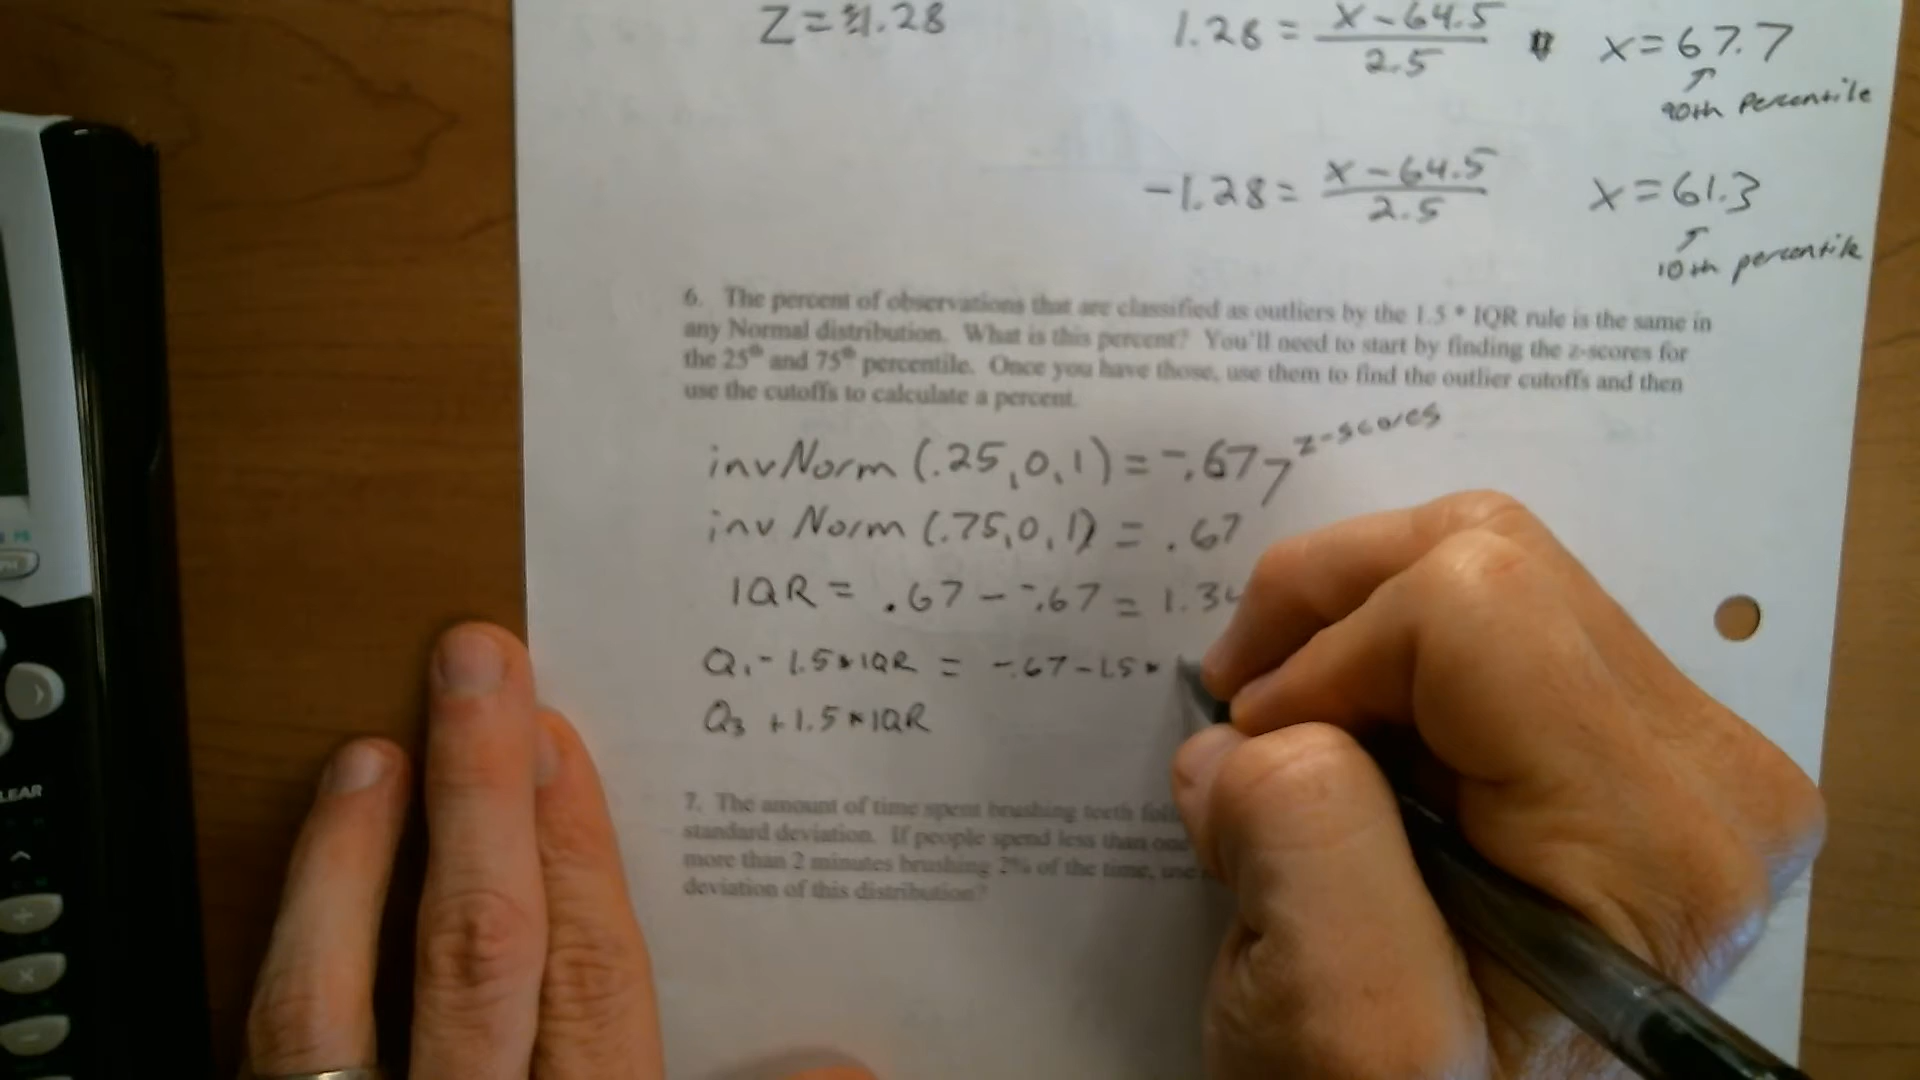 Z = 1.28
1.28 = x - 64.5 / 2.5
x = 67.7
90th Percentile
-1.28 = x - 64.5 / 2.5
x = 61.3
10th percentile
6. The percent of observations that are classified as outliers by the 1.5 * IQR rule is the same in
any Normal distribution. What is this percent? You'll need to start by finding the z-scores for
the 25th and 75th percentile. Once you have those, use them to find the outlier cutoffs and then
use the cutoffs to calculate a percent.
invNorm (.25,0,1) = -.67
z-scores
inv Norm (.75,0,1) = .67
IQR = .67 - -.67 = 1.34
Q1 - 1.5*IQR = -.67 - 1.5 *
Q3 + 1.5*IQR
7. The amount of time spent brushing teeth
standard deviation. If people spend less than one
more than 2 minutes brushing 2% of the time,
deviation of this distribution?
LEAR